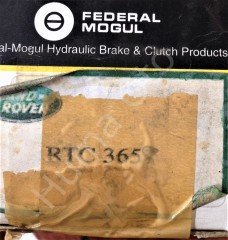 FEDERAL
MOGUL
al-Mogul Hydraulic Brake & Clutch Products
ROVER
RTC 365